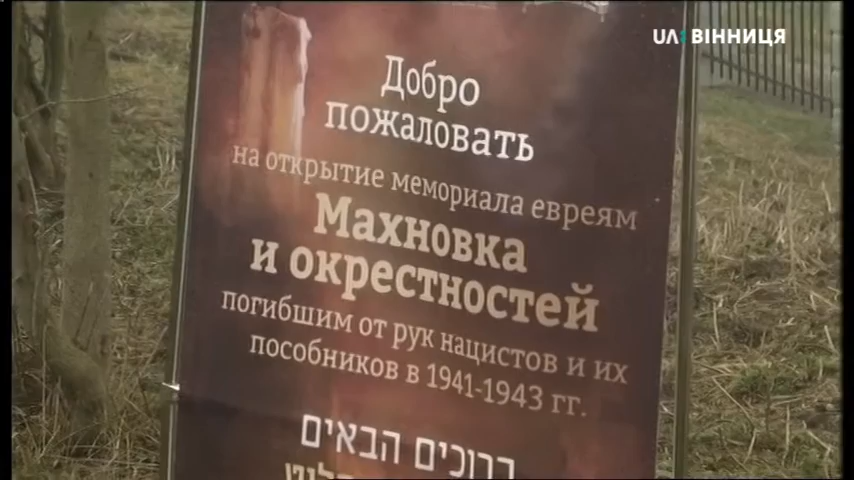 UA: ВІННИЦЯ
Добро
пожаловать
на открытие мемориала евреям
Махновка
и окрестностей
погибшим от рук нацистов и их
пособников в 1941-1943 гг.
ברוכים הבאים